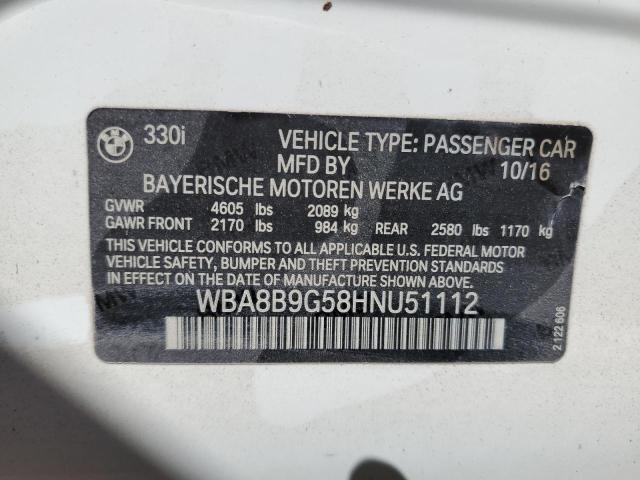 330i
VEHICLE TYPE: PASSENGER CAR
MFD BY 10/16
BAYERISCHE MOTOREN WERKE AG
GVWR 4605 lbs 2089 kg
GAWR FRONT 2170 lbs 984 kg REAR 2580 lbs 1170 kg
THIS VEHICLE CONFORMS TO ALL APPLICABLE U.S. FEDERAL MOTOR
VEHICLE SAFETY, BUMPER AND THEFT PREVENTION STANDARDS
IN EFFECT ON THE DATE OF MANUFACTURE SHOWN ABOVE.
WBA8B9G58HNU51112
2 122 606